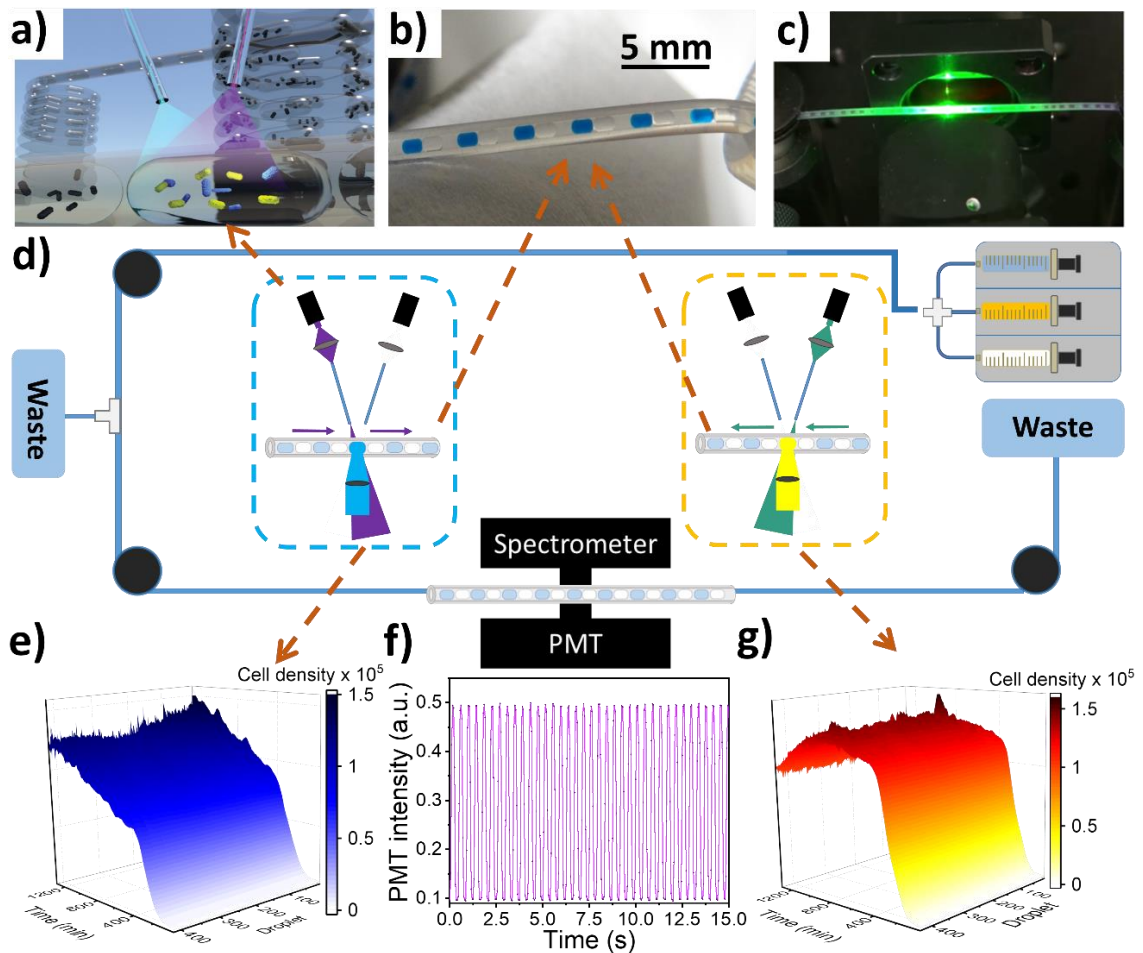 a)
b)
5 mm
c)
d)
Waste
Waste
Spectrometer
PMT
e)
Cell density x 10⁵
1.5
1
0.5
0
1200
800
400
Time (min)
400
300
200
100
Droplet
f)
PMT intensity (a.u.)
0.5
0.4
0.3
0.2
0.1
0.0 2.5 5.0 7.5 10.0 12.5 15.0
Time (s)
g)
Cell density x 10⁵
1.5
1
0.5
0
1200
800
400
Time (min)
400
300
200
100
Droplet